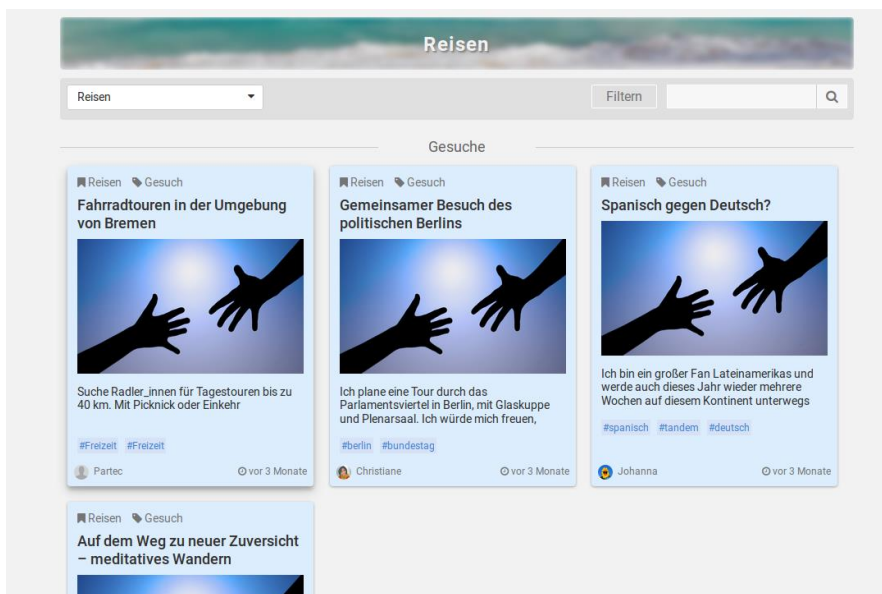 Reisen
Reisen
Filtern
Gesuche
Reisen Gesuch
Fahrradtouren in der Umgebung
von Bremen
Suche Radler_innen für Tagestouren bis zu
40 km. Mit Picknick oder Einkehr
#Freizeit #Freizeit
Partec vor 3 Monate
Reisen Gesuch
Gemeinsamer Besuch des
politischen Berlins
Ich plane eine Tour durch das
Parlamentsviertel in Berlin, mit Glaskuppe
und Plenarsaal. Ich würde mich freuen,
#berlin #bundestag
Christiane vor 3 Monate
Reisen Gesuch
Spanisch gegen Deutsch?
Ich bin ein großer Fan Lateinamerikas und
werde auch dieses Jahr wieder mehrere
Wochen auf diesem Kontinent unterwegs
#spanisch #tandem #deutsch
Johanna vor 3 Monate
Reisen Gesuch
Auf dem Weg zu neuer Zuversicht
– meditatives Wandern